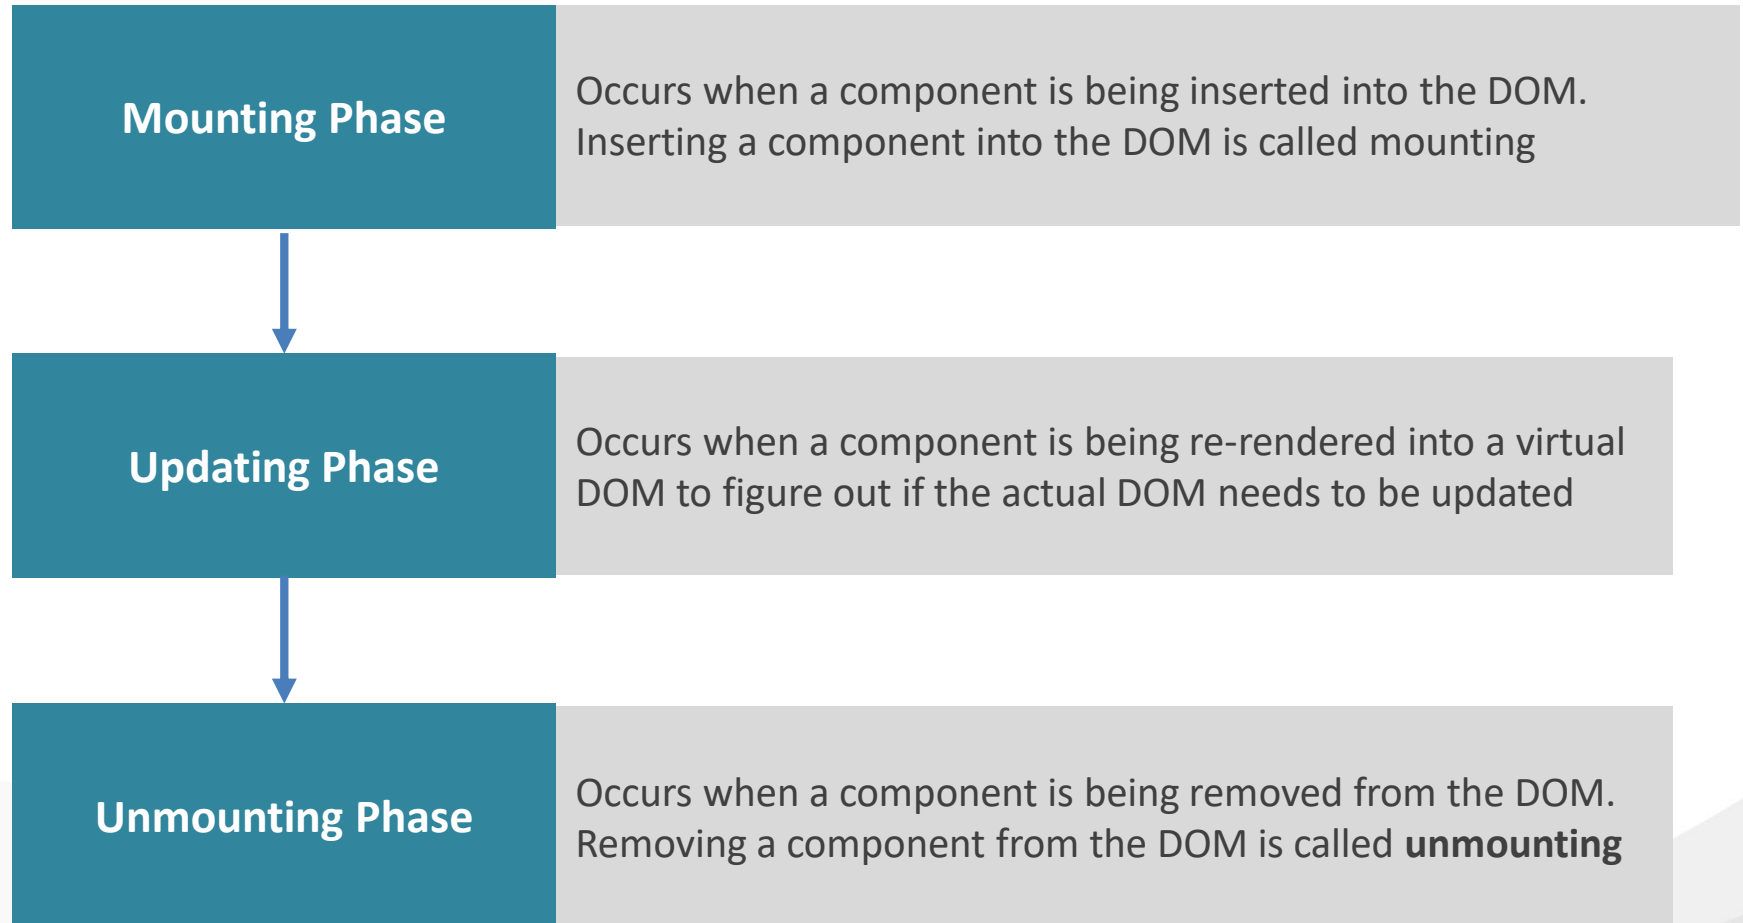 Mounting Phase
Occurs when a component is being inserted into the DOM.
Inserting a component into the DOM is called mounting
Updating Phase
Occurs when a component is being re-rendered into a virtual
DOM to figure out if the actual DOM needs to be updated
Unmounting Phase
Occurs when a component is being removed from the DOM.
Removing a component from the DOM is called unmounting